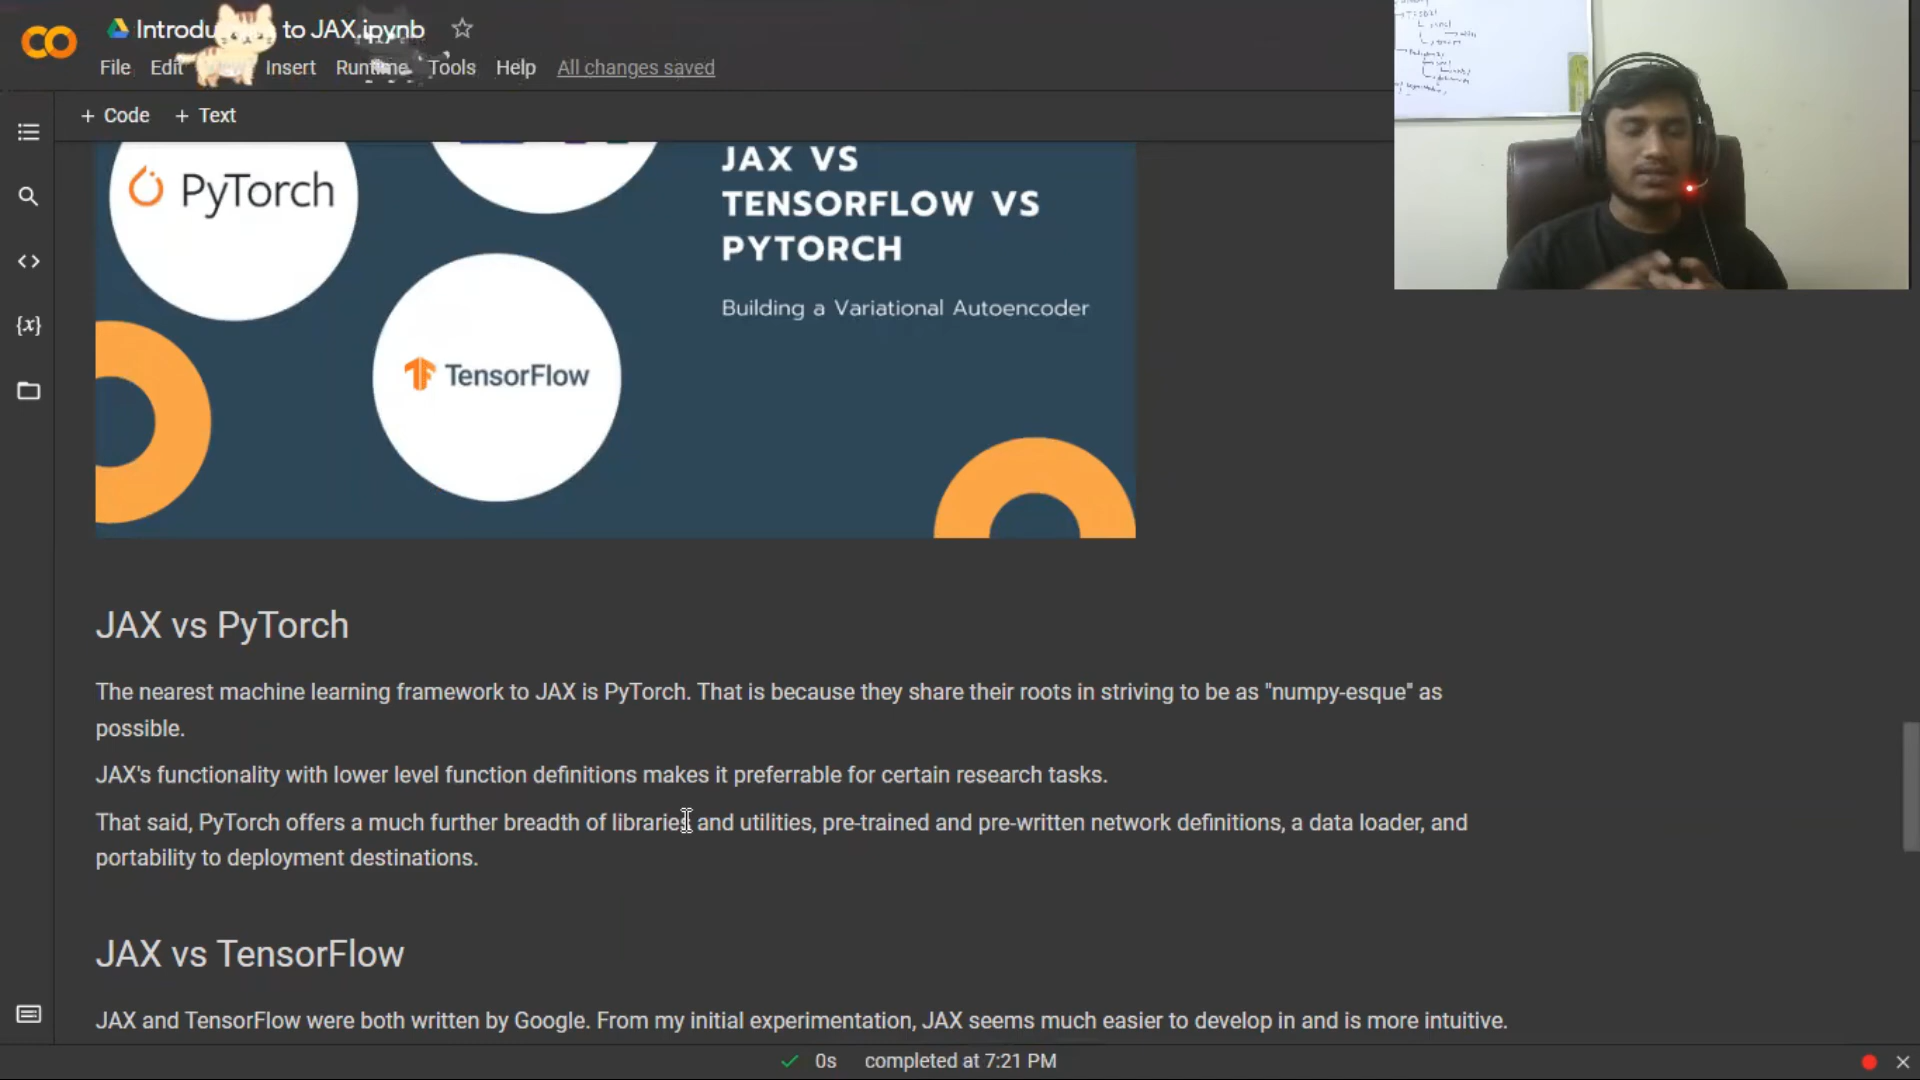 Introdu to JAX.ipynb
File Edit Insert Runtime Tools Help All changes saved
+ Code + Text
PyTorch
JAX VS
TENSORFLOW VS
PYTORCH
Building a Variational Autoencoder
TensorFlow
{x}
JAX vs PyTorch
The nearest machine learning framework to JAX is PyTorch. That is because they share their roots in striving to be as "numpy-esque" as
possible.
JAX's functionality with lower level function definitions makes it preferrable for certain research tasks.
That said, PyTorch offers a much further breadth of libraries and utilities, pre-trained and pre-written network definitions, a data loader, and
portability to deployment destinations.
JAX vs TensorFlow
JAX and TensorFlow were both written by Google. From my initial experimentation, JAX seems much easier to develop in and is more intuitive.
0s completed at 7:21 PM